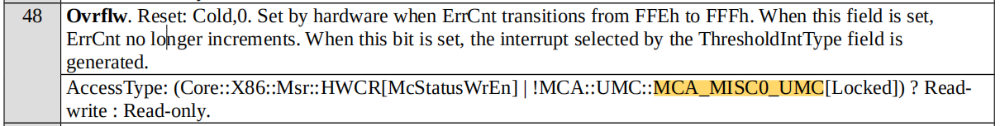 48
Ovrflw. Reset: Cold,0. Set by hardware when ErrCnt transitions from FFEh to FFFh. When this field is set,
ErrCnt no longer increments. When this bit is set, the interrupt selected by the ThresholdIntType field is
generated.
AccessType: (Core::X86::Msr::HWCR[McStatusWrEn] | !MCA::UMC::MCA_MISC0_UMC[Locked]) ? Read-
write : Read-only.